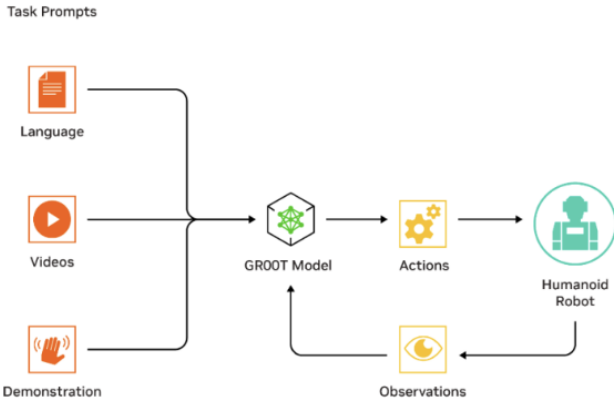 Task Prompts
Language
Videos
Demonstration
GR00T Model
Actions
Humanoid
Robot
Observations